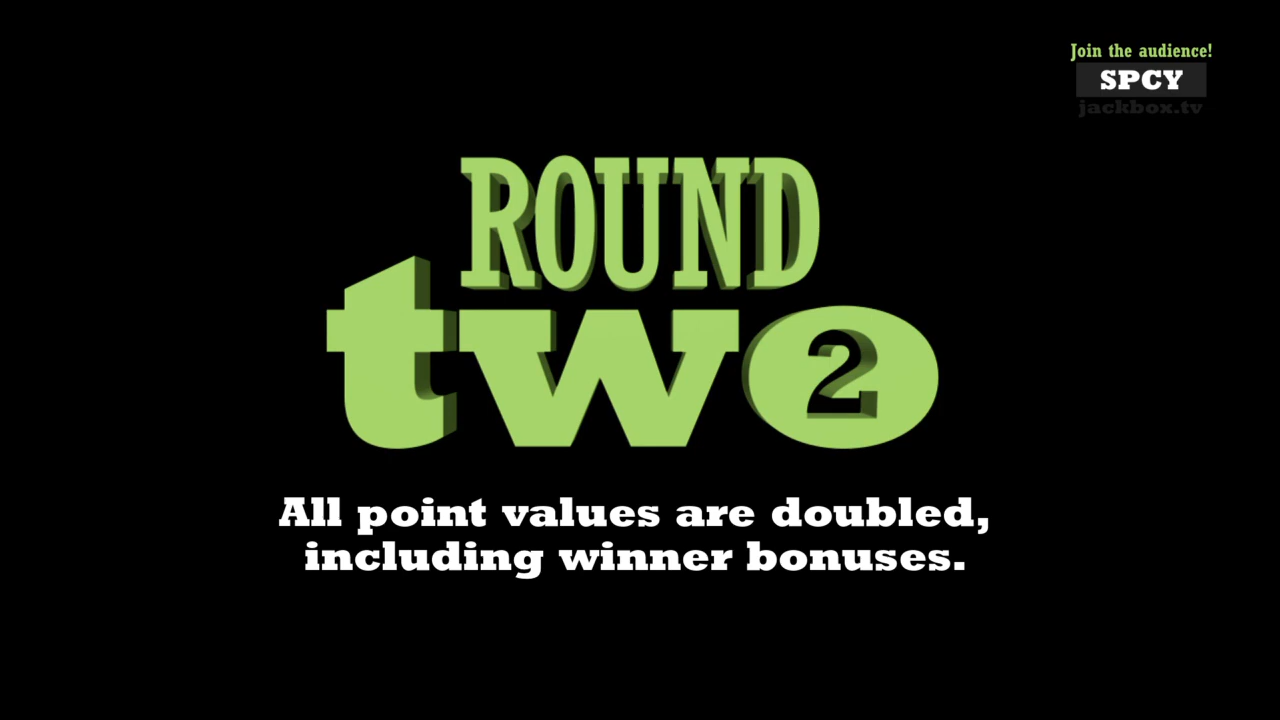 Join the audience!
SPCY
jackbox.tv
ROUND
two
2
All point values are doubled,
including winner bonuses.